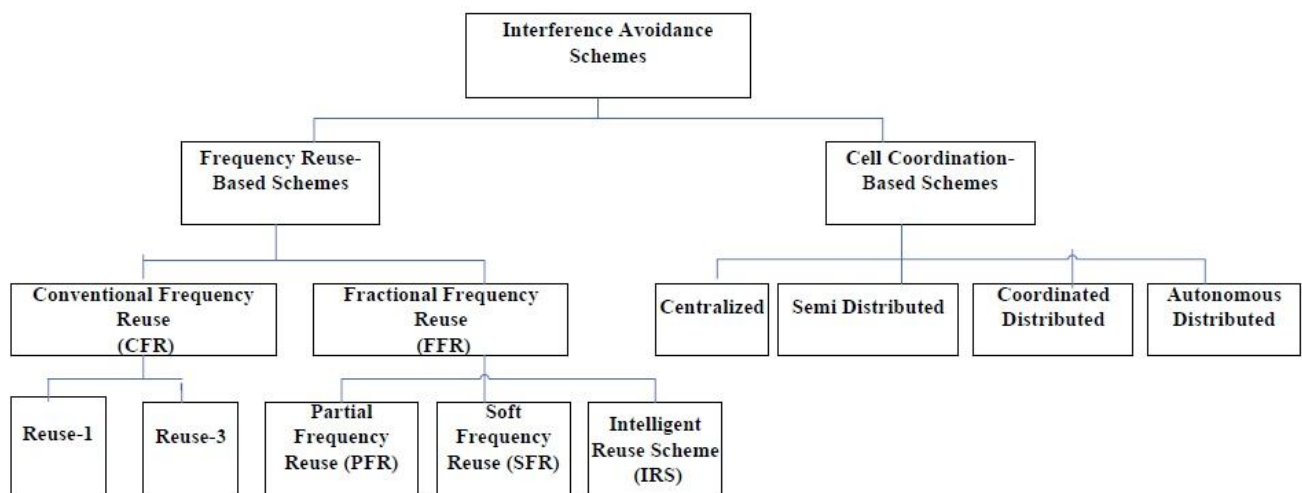 Interference Avoidance
Schemes
Frequency Reuse-
Based Schemes
Cell Coordination-
Based Schemes
Conventional Frequency
Reuse
(CFR)
Fractional Frequency
Reuse
(FFR)
Centralized
Semi Distributed
Coordinated
Distributed
Autonomous
Distributed
Reuse-1
Reuse-3
Partial
Frequency
Reuse (PFR)
Soft
Frequency
Reuse (SFR)
Intelligent
Reuse Scheme
(IRS)